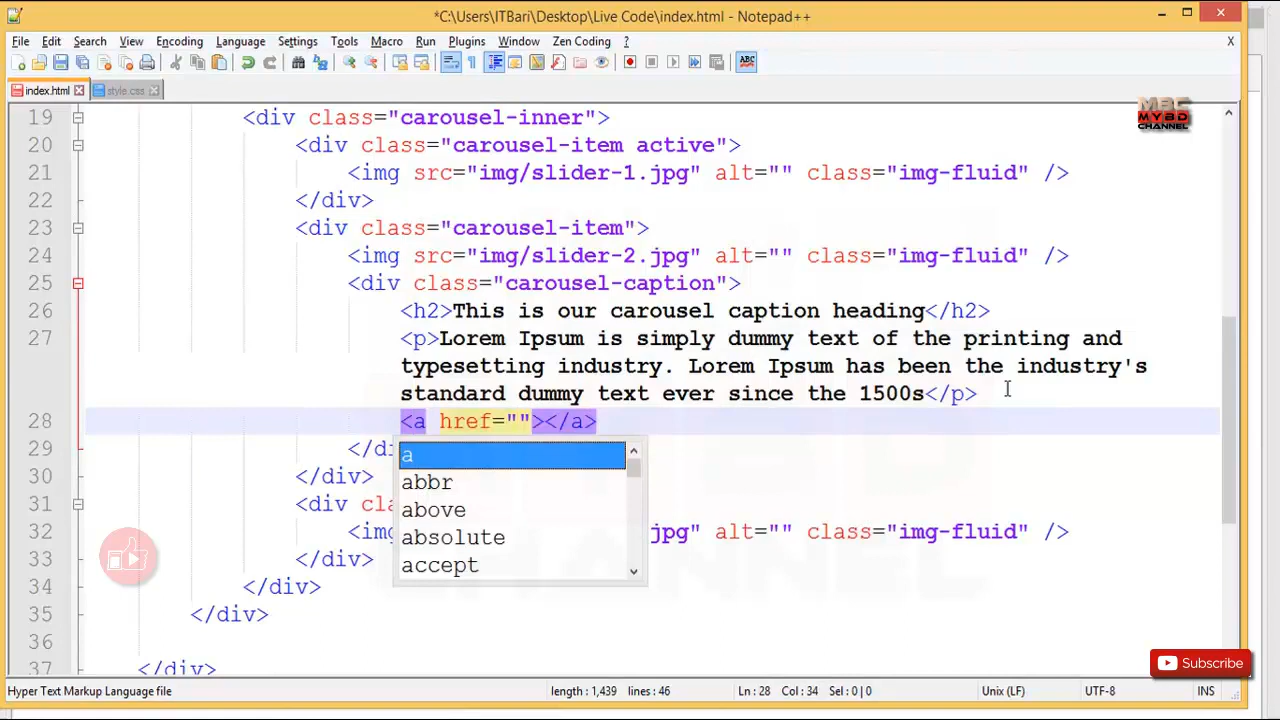 *C:\Users\ITBari\Desktop\Live Code\index.html - Notepad++
File Edit Search View Encoding Language Settings Tools Macro Run Plugins Window Zen Coding ? X
ABC
index.html style.css
MBC
MYBD
CHANNEL
19 <div class="carousel-inner">
20 <div class="carousel-item active">
21 <img src="img/slider-1.jpg" alt="" class="img-fluid" />
22 </div>
23 <div class="carousel-item">
24 <img src="img/slider-2.jpg" alt="" class="img-fluid" />
25 <div class="carousel-caption">
26 <h2>This is our carousel caption heading</h2>
27 <p>Lorem Ipsum is simply dummy text of the printing and
typesetting industry. Lorem Ipsum has been the industry's
standard dummy text ever since the 1500s</p>
28 <a href=""></a>
29 </di
a
30 </div>
abbr
31 <div cla
above
32 <im jpg" alt="" class="img-fluid" />
absolute
33 </div>
accept
34 </div>
35 </div>
36
37 </div>
Subscribe
Hyper Text Markup Language file length : 1,439 lines : 46 Ln : 28 Col : 34 Sel : 0 | 0 Unix (LF) UTF-8 INS